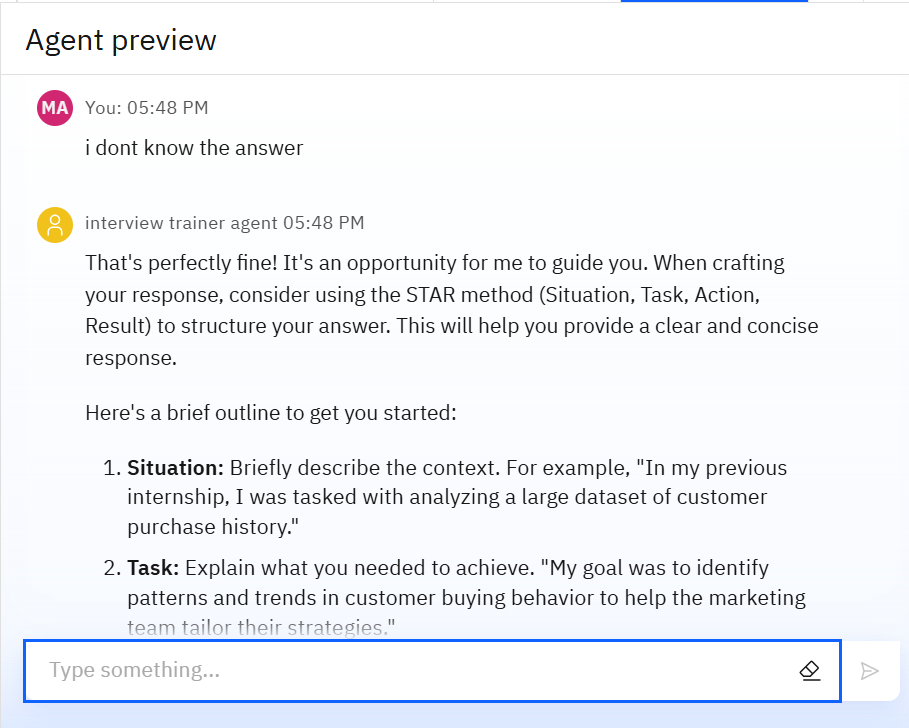 Agent preview
MA You: 05:48 PM
i dont know the answer
interview trainer agent 05:48 PM
That's perfectly fine! It's an opportunity for me to guide you. When crafting
your response, consider using the STAR method (Situation, Task, Action,
Result) to structure your answer. This will help you provide a clear and concise
response.
Here's a brief outline to get you started:
1. Situation: Briefly describe the context. For example, "In my previous
internship, I was tasked with analyzing a large dataset of customer
purchase history."
2. Task: Explain what you needed to achieve. "My goal was to identify
patterns and trends in customer buying behavior to help the marketing
team tailor their strategies."
Type something...